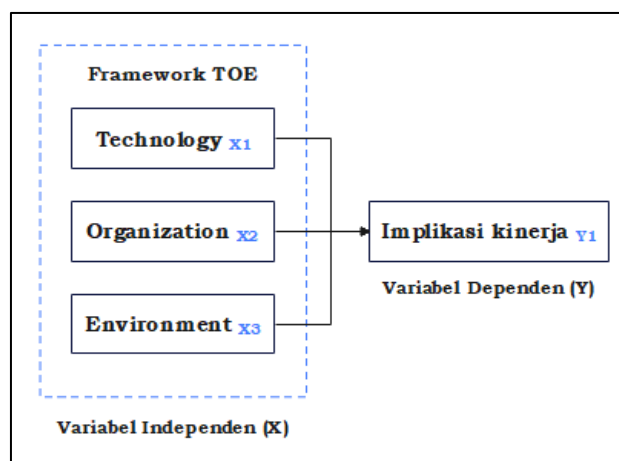 Framework TOE
Technology X1
Organization X2
Implikasi kinerja Y1
Variabel Dependen (Y)
Environment X3
Variabel Independen (X)